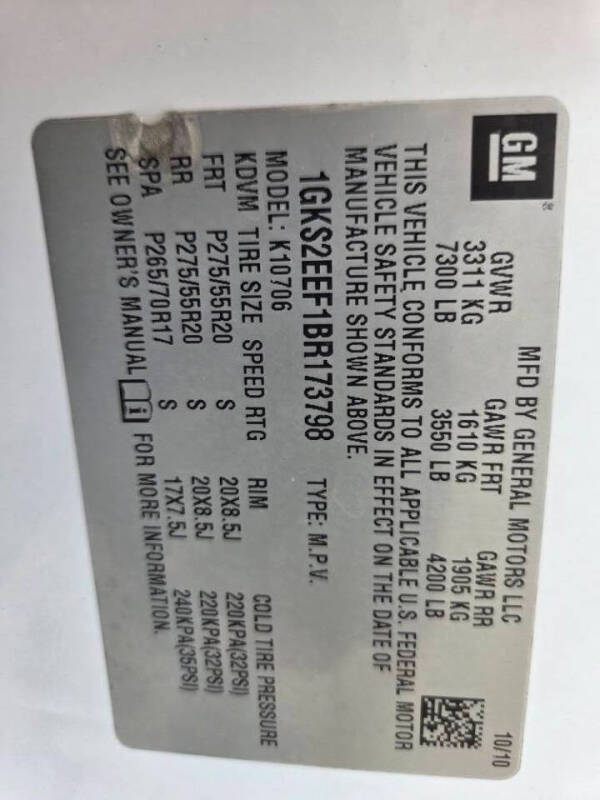 GM
®
MFD BY GENERAL MOTORS LLC 10/10
GVWR GAWR FRT GAWR RR
3311 KG 1610 KG 1905 KG
7300 LB 3550 LB 4200 LB
THIS VEHICLE CONFORMS TO ALL APPLICABLE U.S. FEDERAL MOTOR
VEHICLE SAFETY STANDARDS IN EFFECT ON THE DATE OF
MANUFACTURE SHOWN ABOVE.
1GKS2EEF1BR173798 TYPE: M.P.V.
MODEL: K10706
KDVM TIRE SIZE SPEED RTG RIM COLD TIRE PRESSURE
FRT P275/55R20 S 20X8.5J 220KPA(32PSI)
RR P275/55R20 S 20X8.5J 220KPA(32PSI)
SPA P265/70R17 S 17X7.5J 240KPA(35PSI)
SEE OWNER'S MANUAL i FOR MORE INFORMATION.